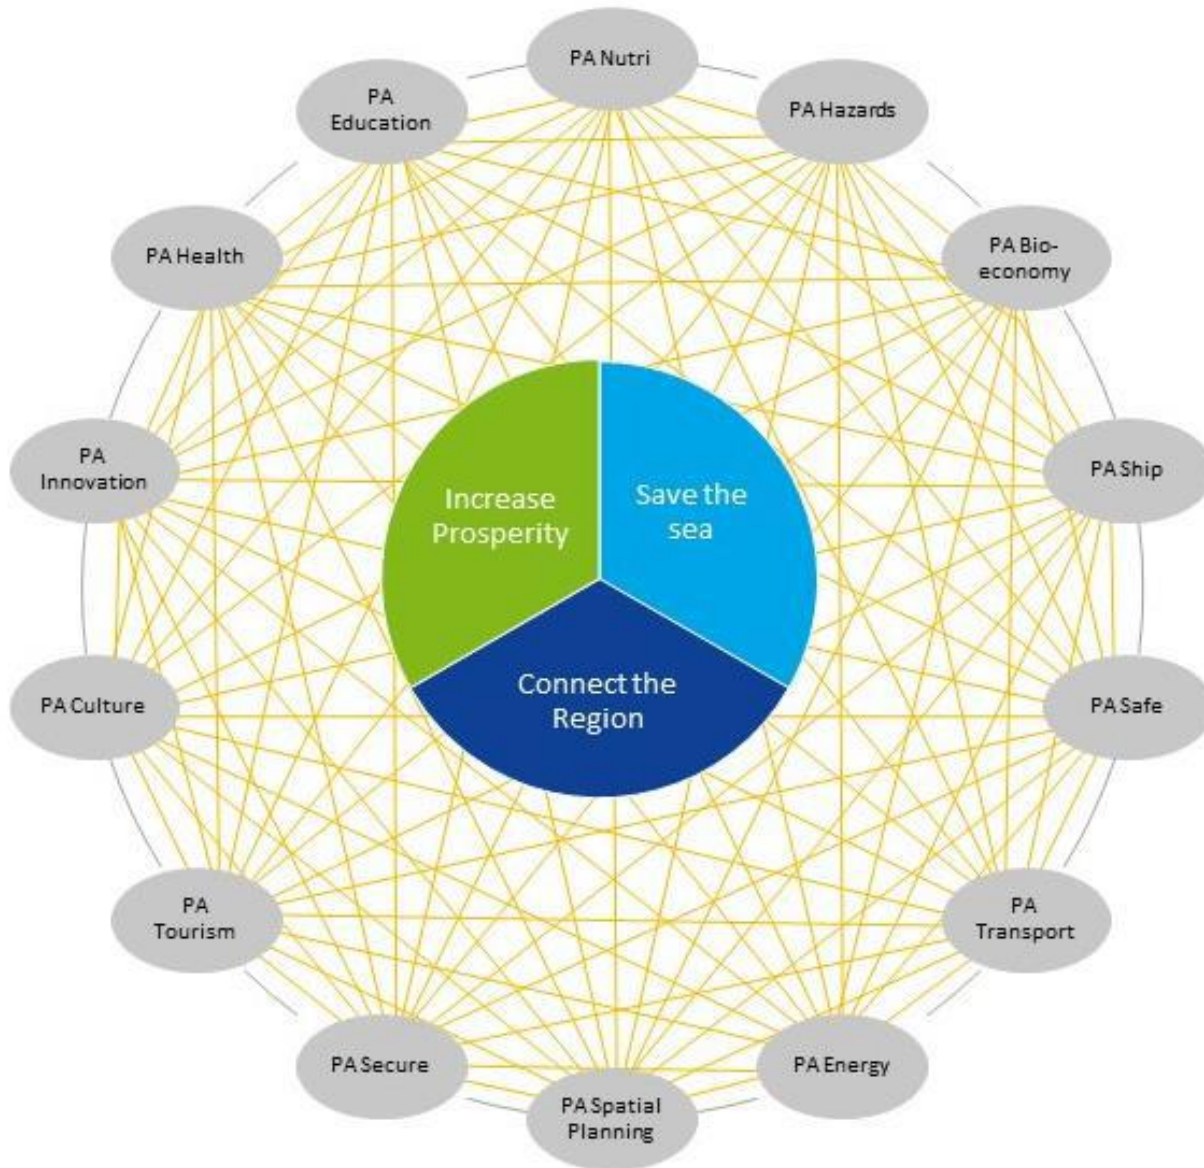 PA Nutri
PA Hazards
PA Bio-
economy
PA Ship
PA Safe
PA
Transport
PA Energy
PA Spatial
Planning
PA Secure
PA
Tourism
PA Culture
PA
Innovation
PA Health
PA
Education
Increase
Prosperity
Save the
sea
Connect the
Region